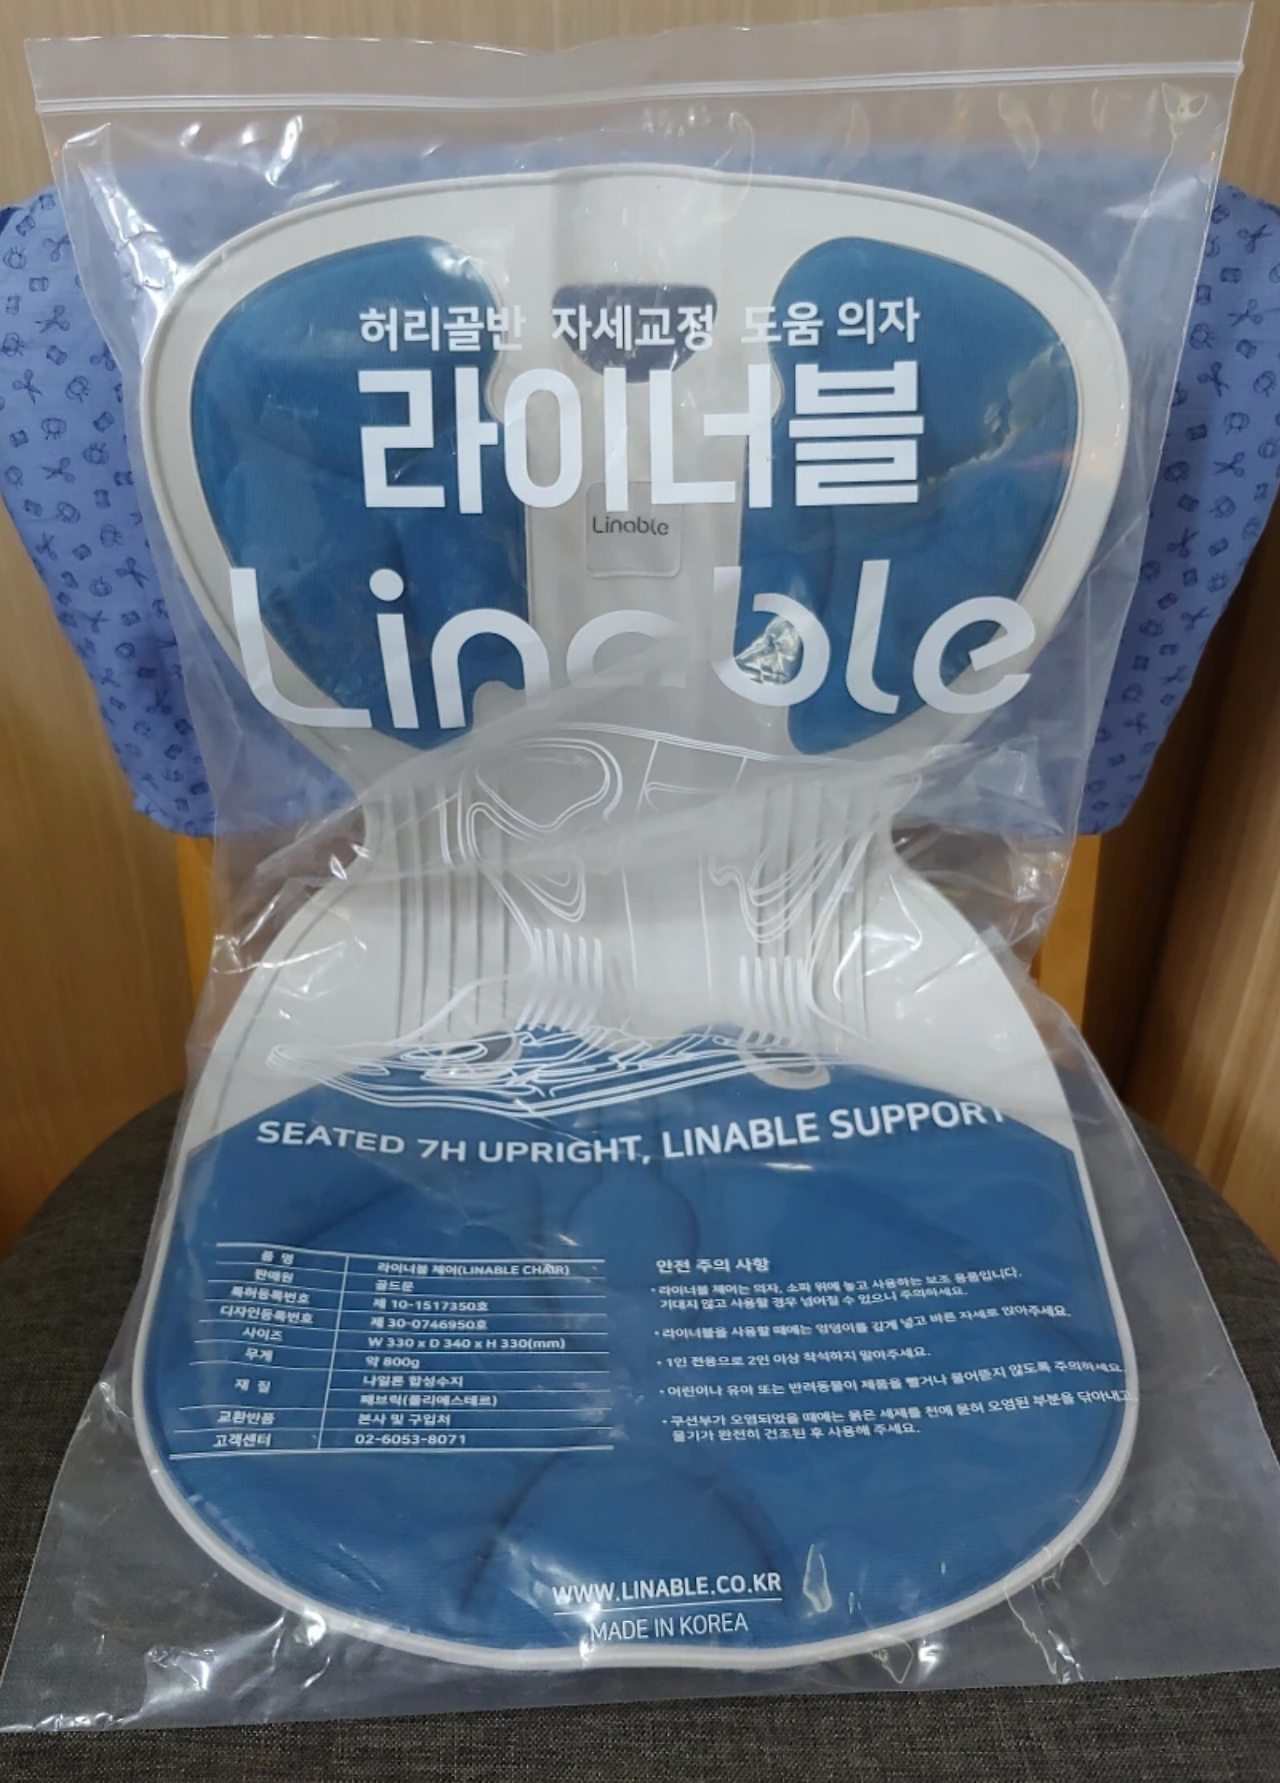 허리골반 자세교정 도움 의자
라이너블
Linable
Linable
SEATED 7H UPRIGHT, LINABLE SUPPORT
품 명 라이너블 체어(LINABLE CHAIR)
판매원 골드문
특허등록번호 제 10-1517350호
디자인등록번호 제 30-0746950호
사이즈 W 330 x D 340 x H 330(mm)
무게 약 800g
재 질 나일론 합성수지
패브릭(폴리에스테르)
교환반품 본사 및 구입처
고객센터 02-6053-8071
안전 주의 사항
• 라이너블 체어는 의자, 소파 위에 놓고 사용하는 보조 용품입니다.
기대지 않고 사용할 경우 넘어질 수 있으니 주의하세요.
• 라이너블을 사용할 때에는 엉덩이를 깊게 넣고 바른 자세로 앉아주세요.
• 1인 전용으로 2인 이상 착석하지 말아주세요.
• 어린이나 유아 또는 반려동물이 제품을 빨거나 물어뜯지 않도록 주의하세요.
• 쿠션부가 오염되었을 때에는 묽은 세제를 천에 묻혀 오염된 부분을 닦아내고
물기가 완전히 건조된 후 사용해 주세요.
WWW.LINABLE.CO.KR
MADE IN KOREA